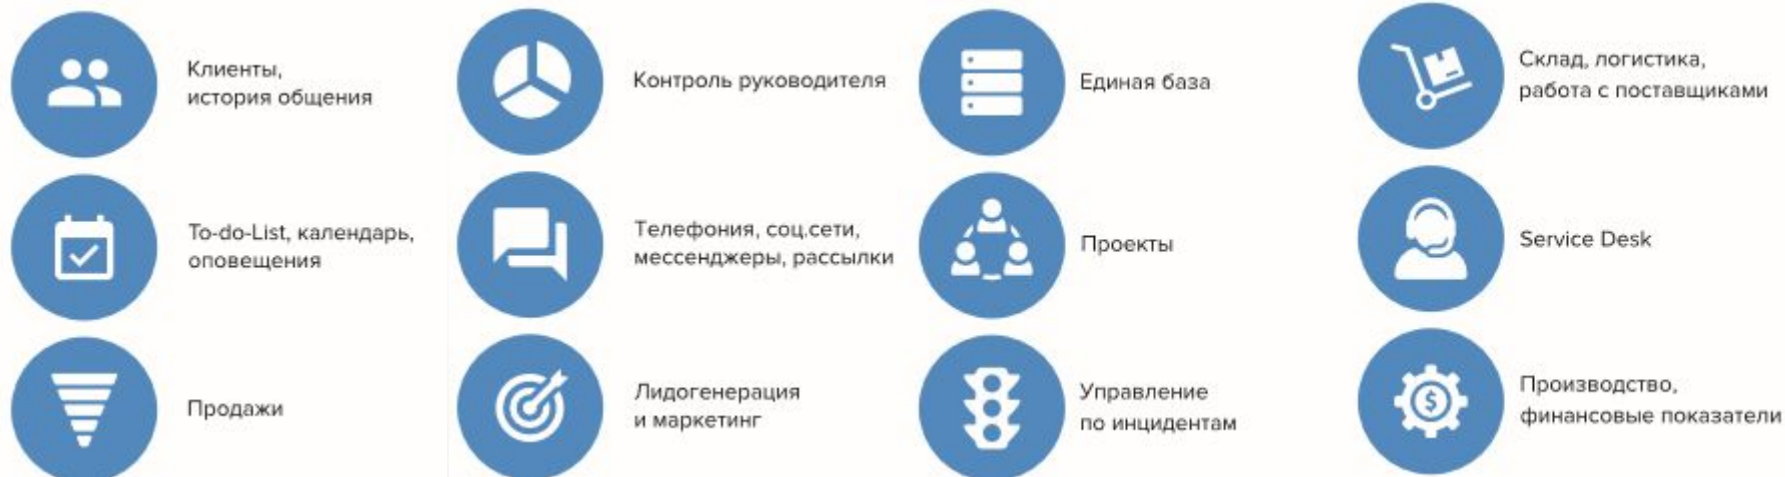 Клиенты,
история общения
Контроль руководителя
Единая база
Склад, логистика,
работа с поставщиками
To-do-List, календарь,
оповещения
Телефония, соц.сети,
мессенджеры, рассылки
Проекты
Service Desk
Продажи
Лидогенерация
и маркетинг
Управление
по инцидентам
Производство,
финансовые показатели